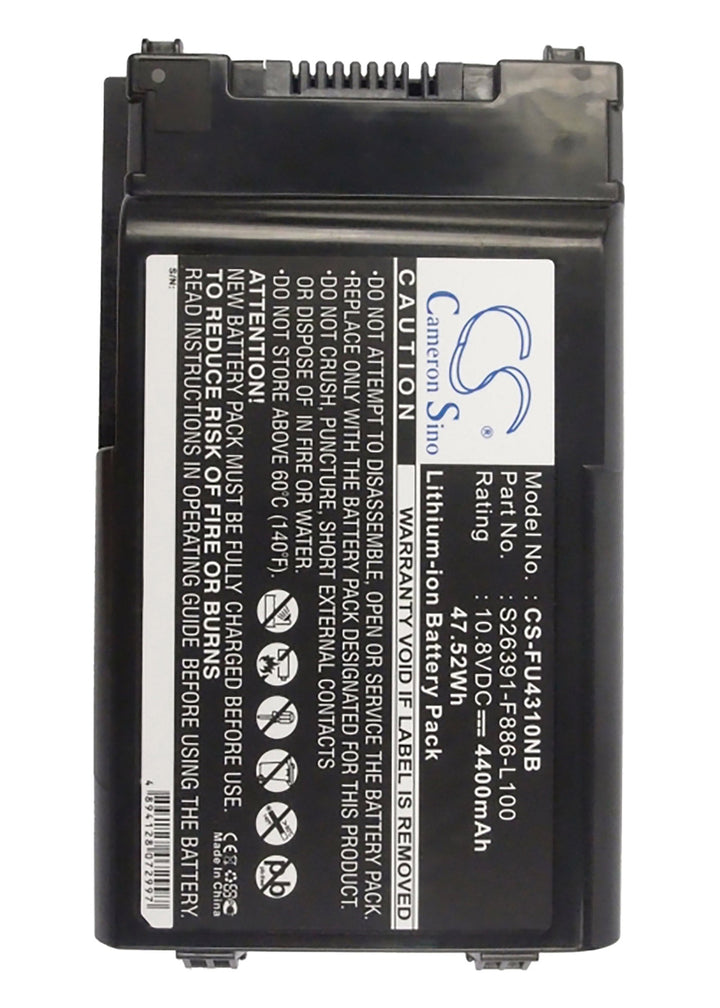 CS
®
Cameron Sino
Model No. : CS-FU4310NB
Part No. : S26391-F886-L100
Rating : 10.8VDC⎓ 4400mAh
47.52Wh
Lithium-ion Battery Pack
CAUTION
WARRANTY VOID IF LABEL IS REMOVED
•DO NOT ATTEMPT TO DISASSEMBLE, OPEN OR SERVICE BATTERY PACK
•REPLACE ONLY WITH THE BATTERY PACK DESIGNATED FOR THIS PRODUCT.
•DO NOT CRUSH, PUNCTURE, SHORT EXTERNAL CONTACTS
OR DISPOSE OF IN FIRE OR WATER.
•DO NOT STORE ABOVE 60°C (140°F).
ATTENTION!
NEW BATTERY PACK MUST BE FULLY CHARGED BEFORE USE.
TO REDUCE RISK OF FIRE OR BURNS
READ INSTRUCTIONS IN OPERATING GUIDE BEFORE USING THE BATTERY.
S/N:
Pb
CE
Made In China
4 894128 072997